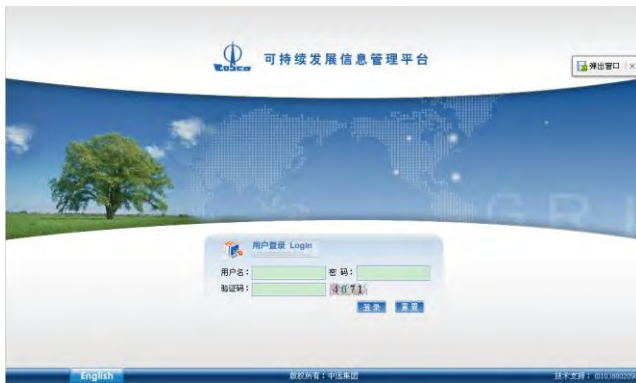 COSCO
可持续发展信息管理平台
弹出窗口 ×
GRI
用户登录 Login
用户名：
密 码：
验证码：
4071
登录 重置
English
版权所有：中远集团
技术支持：